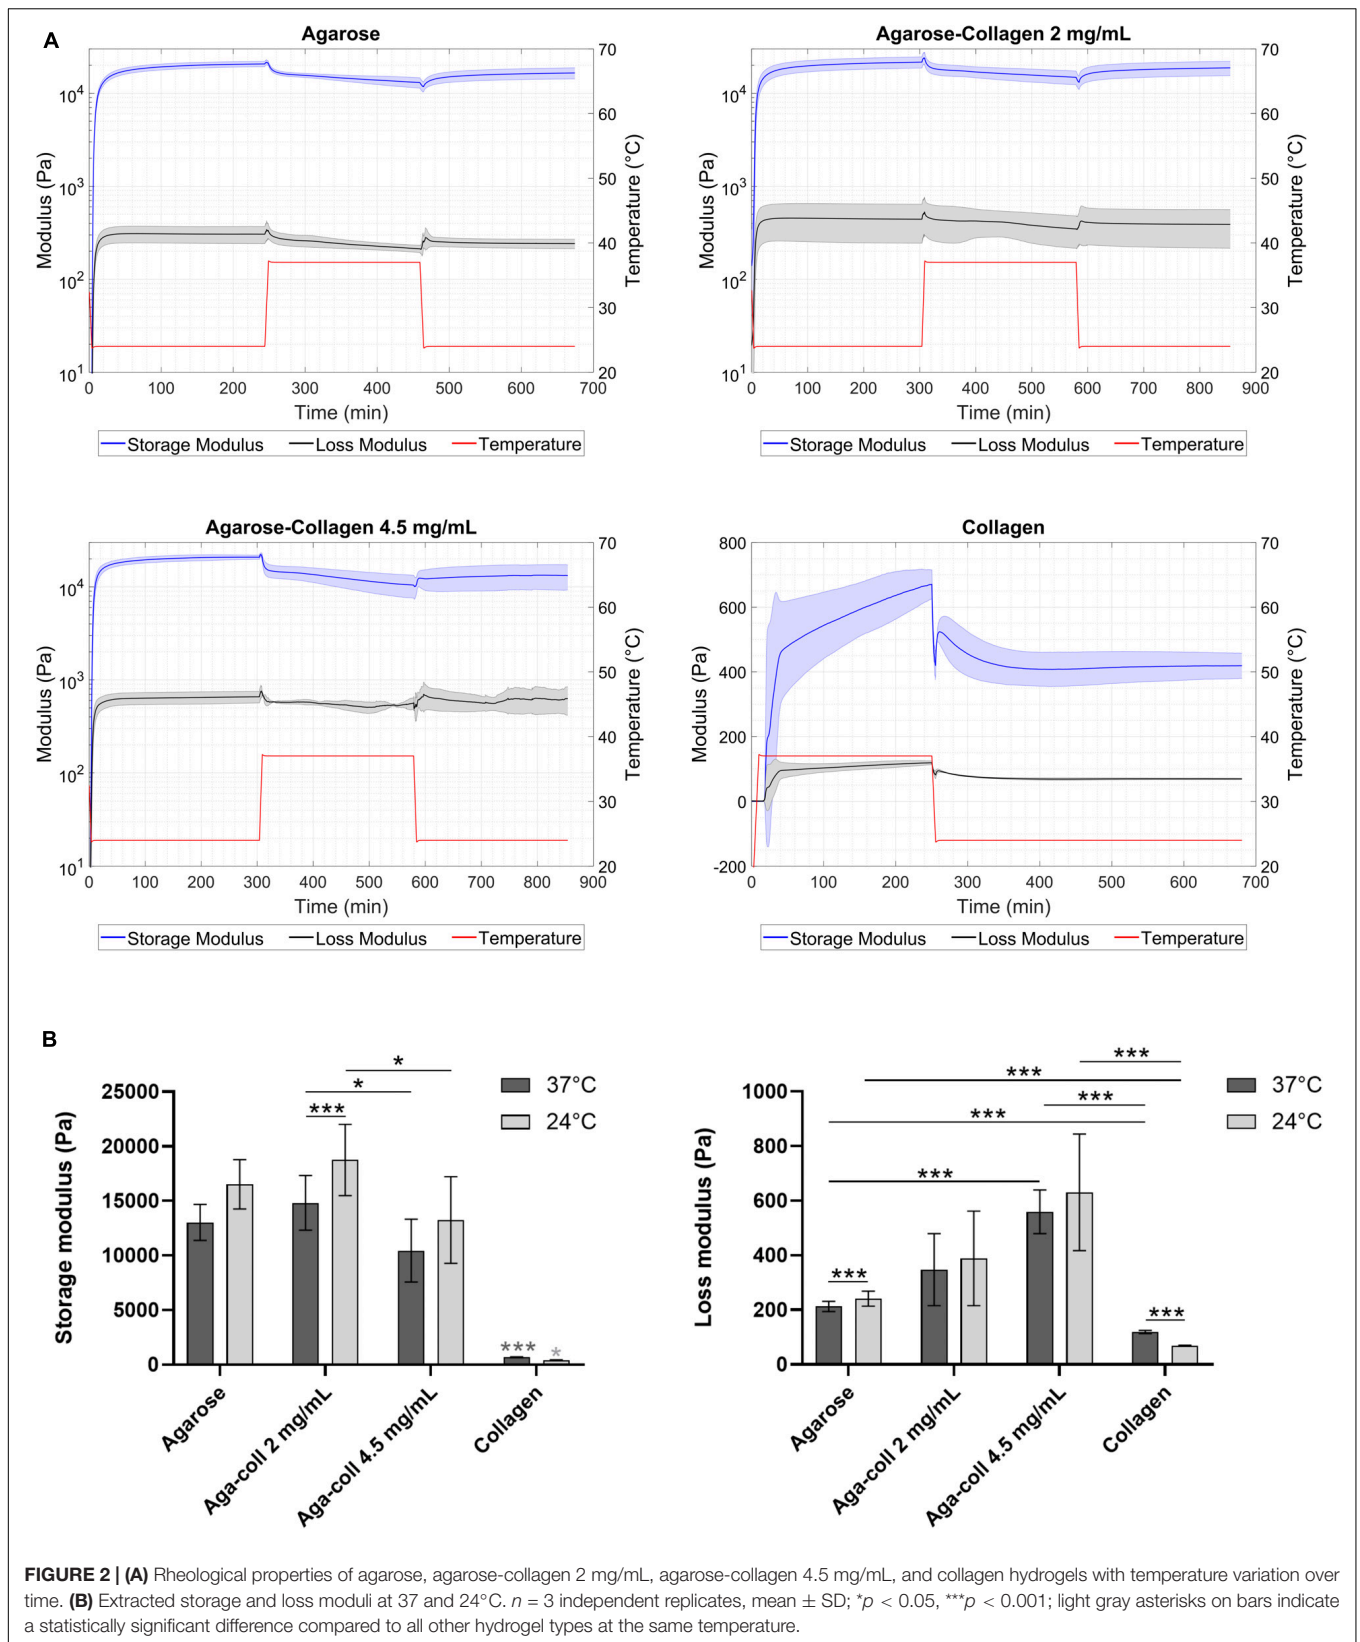 A
Agarose
Agarose-Collagen 2 mg/mL
10^4
10^3
10^2
10^1
Modulus (Pa)
70
60
50
40
30
20
Temperature (°C)
0 100 200 300 400 500 600 700
Time (min)
Storage Modulus Loss Modulus Temperature
10^4
10^3
10^2
10^1
Modulus (Pa)
70
60
50
40
30
20
Temperature (°C)
0 100 200 300 400 500 600 700 800 900
Time (min)
Storage Modulus Loss Modulus Temperature
Agarose-Collagen 4.5 mg/mL
Collagen
10^4
10^3
10^2
10^1
Modulus (Pa)
70
60
50
40
30
20
Temperature (°C)
0 100 200 300 400 500 600 700 800 900
Time (min)
Storage Modulus Loss Modulus Temperature
800
600
400
200
0
-200
Modulus (Pa)
70
60
50
40
30
20
Temperature (°C)
0 100 200 300 400 500 600 700
Time (min)
Storage Modulus Loss Modulus Temperature
B
25000
20000
15000
10000
5000
0
Storage modulus (Pa)
*
*
***
*** *
37°C
24°C
Agarose
Aga-coll 2 mg/mL
Aga-coll 4.5 mg/mL
Collagen
1000
800
600
400
200
0
Loss modulus (Pa)
***
***
***
***
***
***
***
37°C
24°C
Agarose
Aga-coll 2 mg/mL
Aga-coll 4.5 mg/mL
Collagen
FIGURE 2 | (A) Rheological properties of agarose, agarose-collagen 2 mg/mL, agarose-collagen 4.5 mg/mL, and collagen hydrogels with temperature variation over
time. (B) Extracted storage and loss moduli at 37 and 24°C. n = 3 independent replicates, mean ± SD; *p < 0.05, ***p < 0.001; light gray asterisks on bars indicate
a statistically significant difference compared to all other hydrogel types at the same temperature.